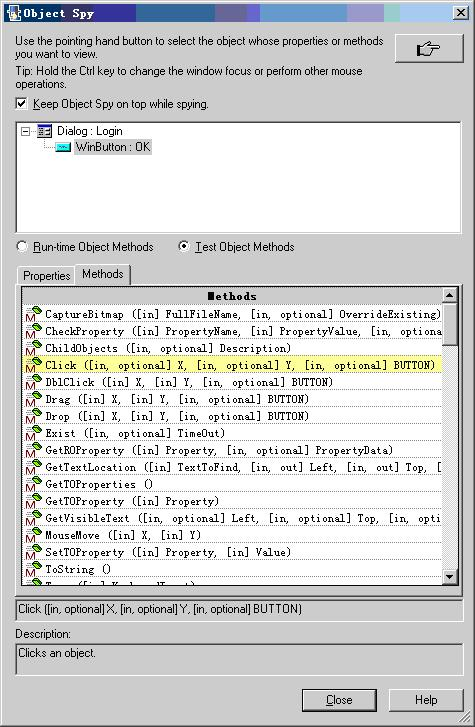 Object Spy
Use the pointing hand button to select the object whose properties or methods
you want to view.
Tip: Hold the Ctrl key to change the window focus or perform other mouse
operations.
Keep Object Spy on top while spying.
Dialog : Login
WinButton : OK
Run-time Object Methods
Test Object Methods
Properties
Methods
Methods
CaptureBitmap ([in] FullFileName, [in, optional] OverrideExisting)
CheckProperty ([in] PropertyName, [in] PropertyValue, [in, optiona
ChildObjects ([in, optional] Description)
Click ([in, optional] X, [in, optional] Y, [in, optional] BUTTON)
DblClick ([in] X, [in] Y, [in, optional] BUTTON)
Drag ([in] X, [in] Y, [in, optional] BUTTON)
Drop ([in] X, [in] Y, [in, optional] BUTTON)
Exist ([in, optional] TimeOut)
GetROProperty ([in] Property, [in, optional] PropertyData)
GetTextLocation ([in] TextToFind, [in, out] Left, [in, out] Top, [
GetTOProperties ()
GetTOProperty ([in] Property)
GetVisibleText ([in, optional] Left, [in, optional] Top, [in, opti
MouseMove ([in] X, [in] Y)
SetTOProperty ([in] Property, [in] Value)
ToString ()
Click ([in, optional] X, [in, optional] Y, [in, optional] BUTTON)
Description:
Clicks an object.
Close
Help